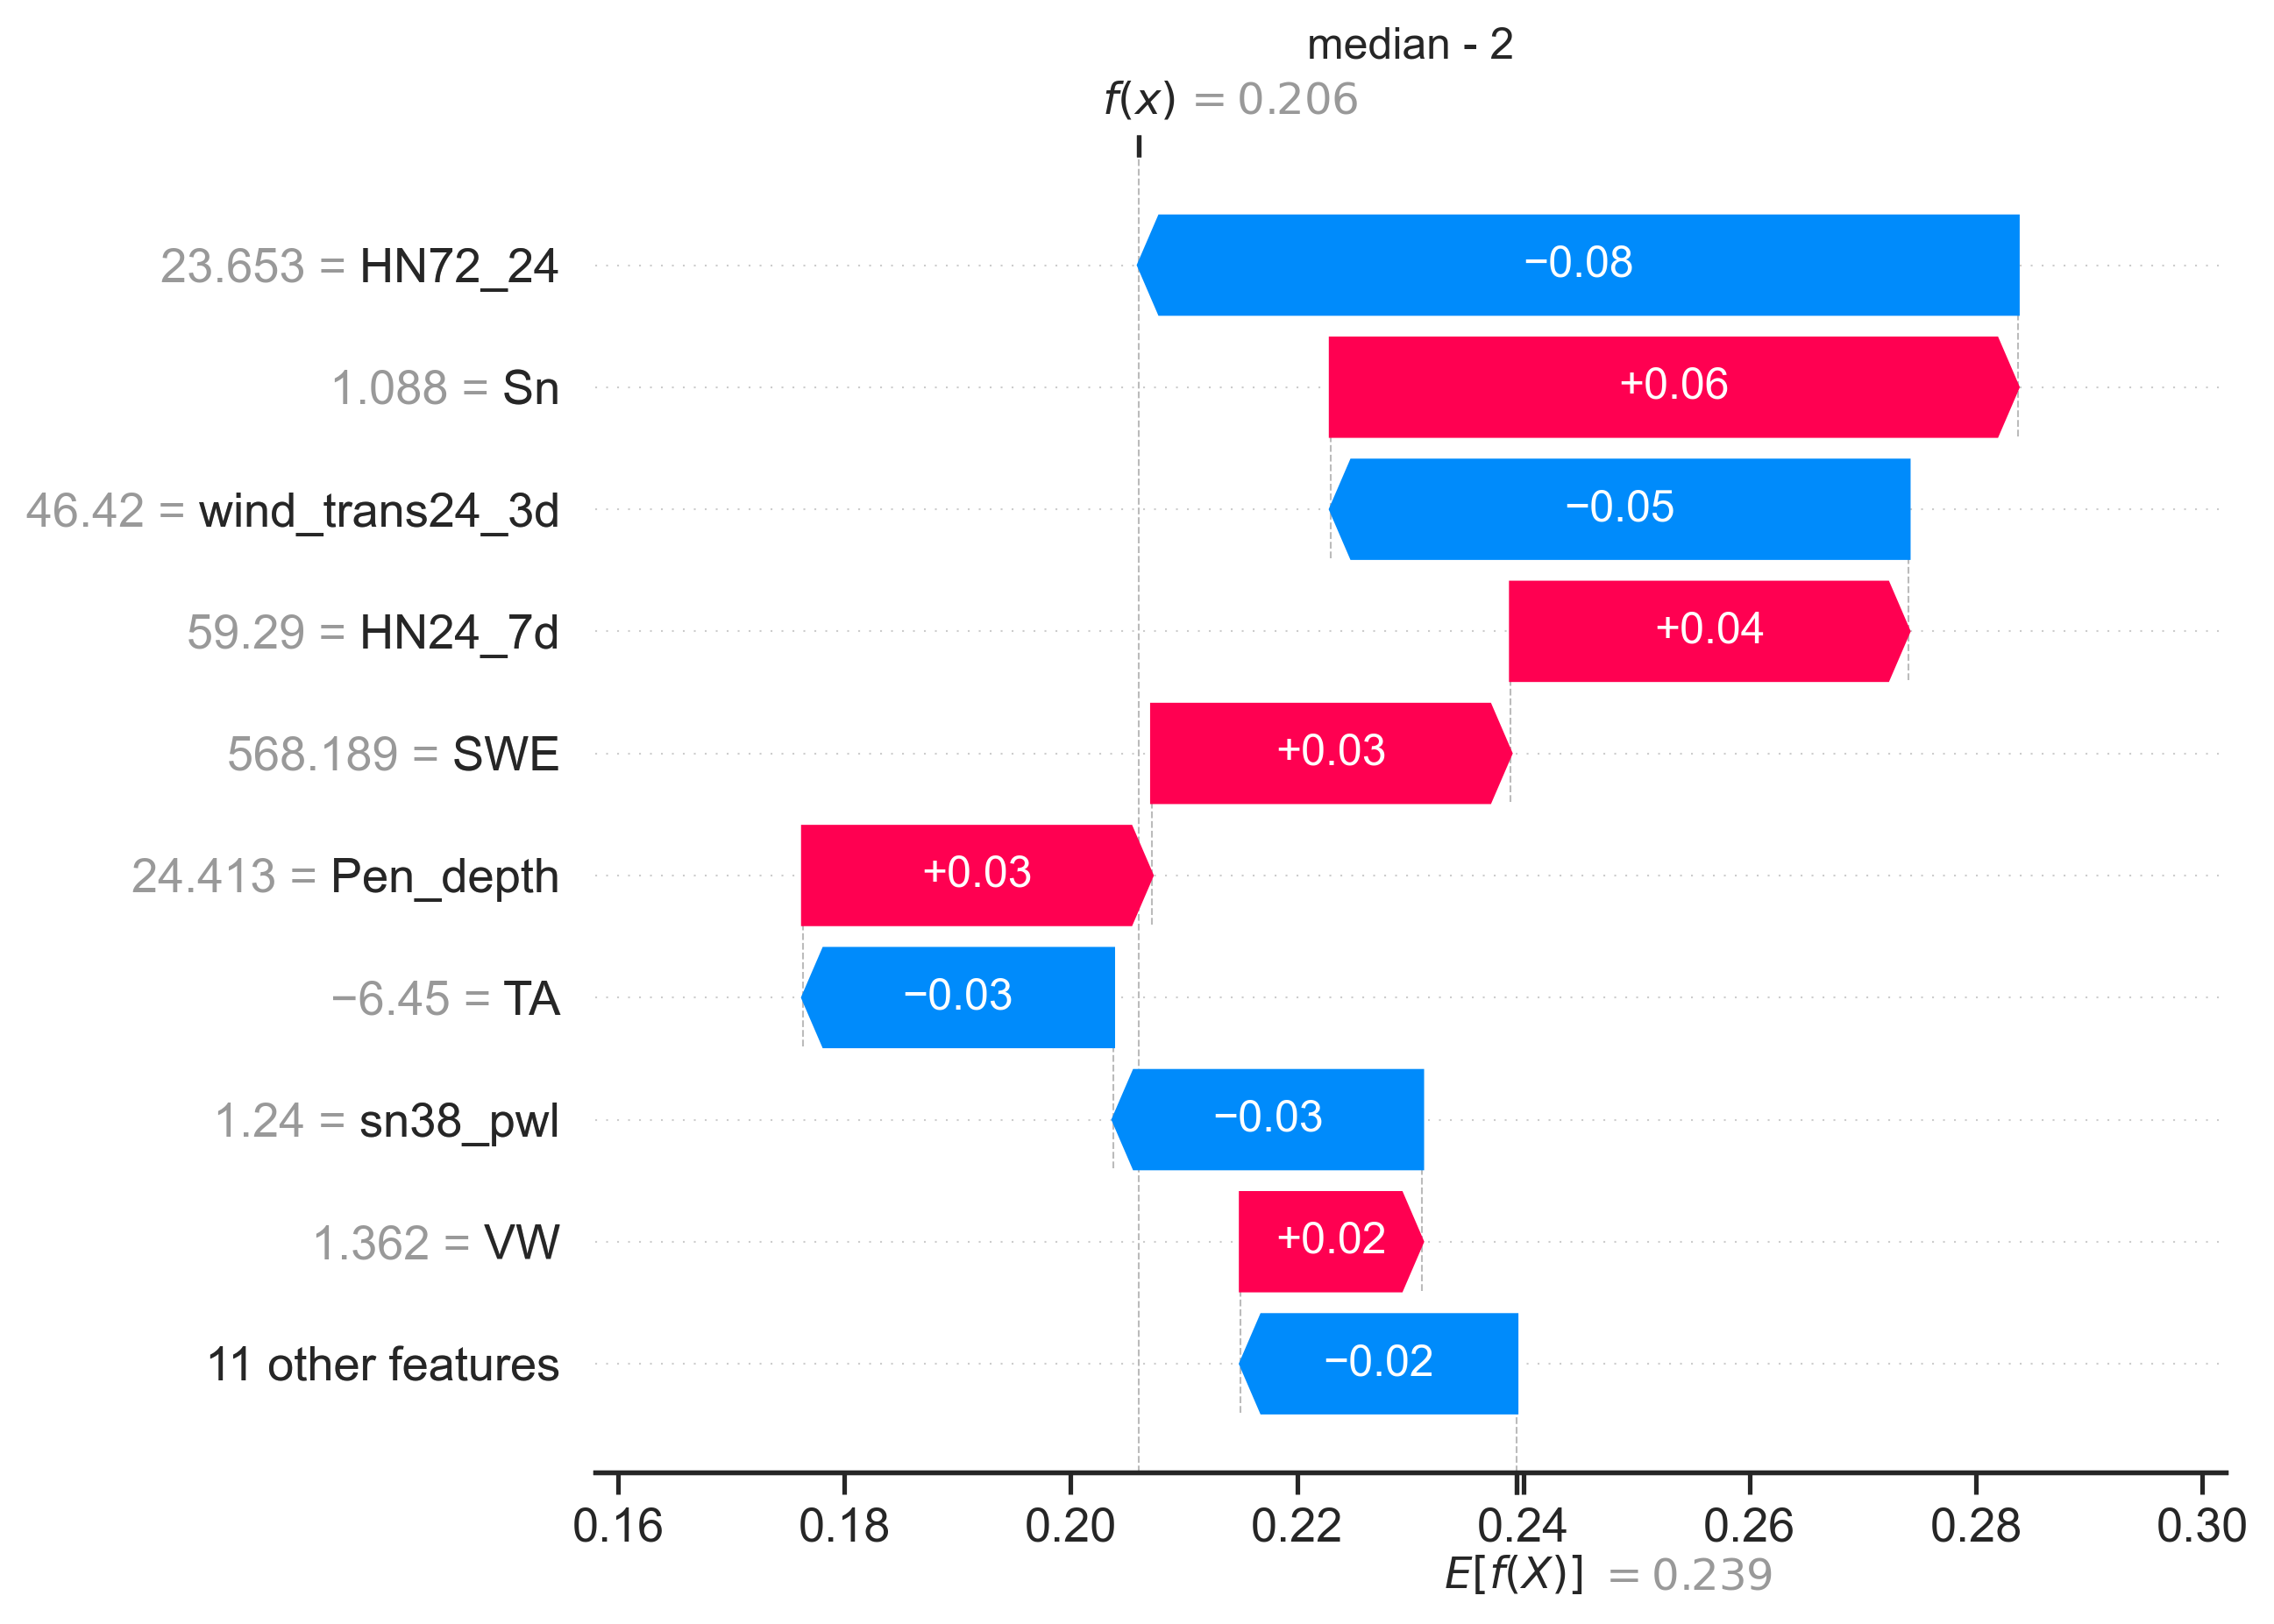 median - 2
f(x) = 0.206
23.653 = HN72_24
−0.08
1.088 = Sn
+0.06
46.42 = wind_trans24_3d
−0.05
59.29 = HN24_7d
+0.04
568.189 = SWE
+0.03
24.413 = Pen_depth
+0.03
−6.45 = TA
−0.03
1.24 = sn38_pwl
−0.03
1.362 = VW
+0.02
11 other features
−0.02
0.16 0.18 0.20 0.22 0.24 0.26 0.28 0.30
E[f(X)] = 0.239